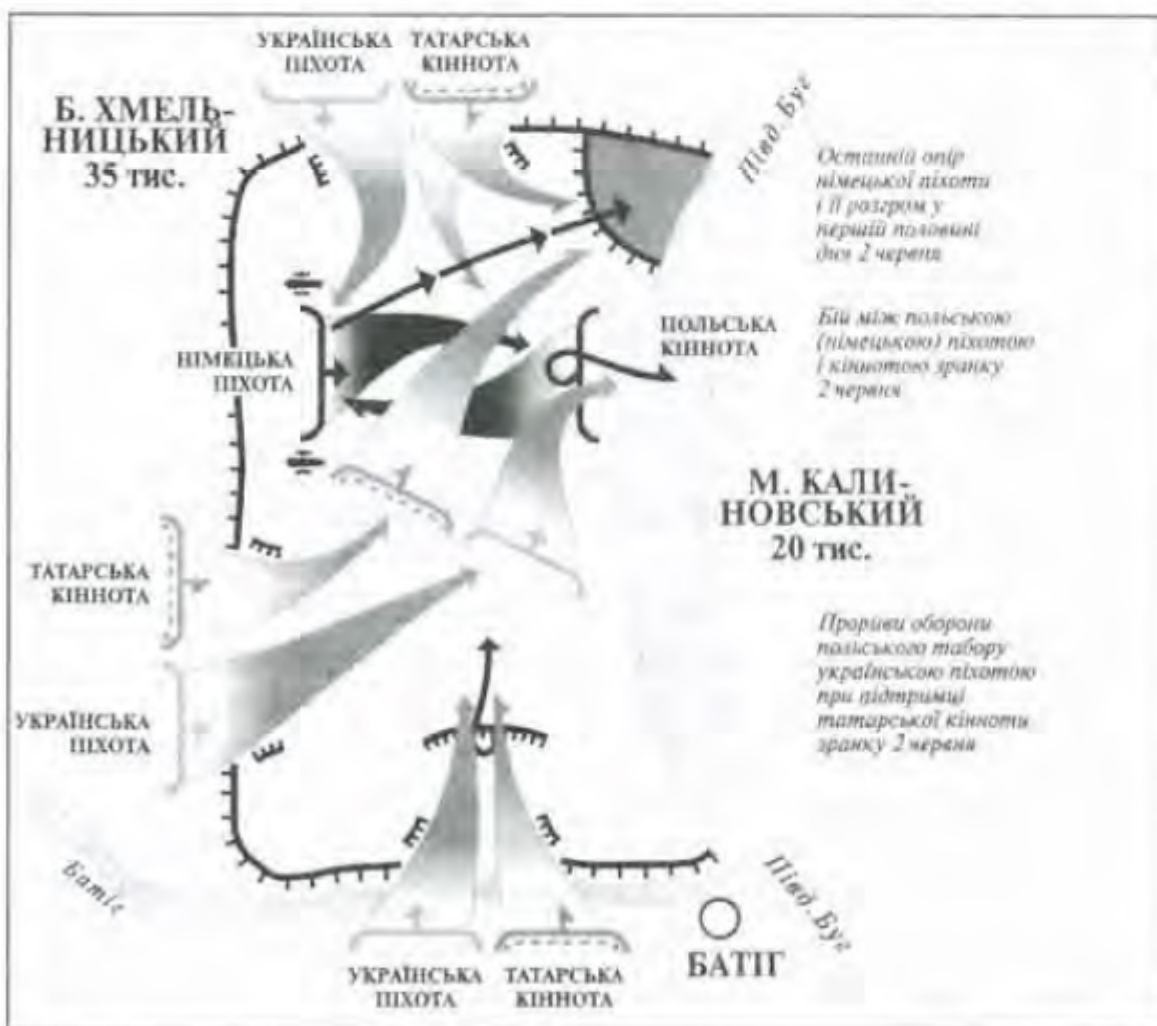 УКРАЇНСЬКА
ПІХОТА
ТАТАРСЬКА
КІННОТА
Б. ХМЕЛЬ-
НИЦЬКИЙ
35 тис.
Півд. Буг
Останній опір
німецької піхоти
і її розгром у
першій половині
дня 2 червня
НІМЕЦЬКА
ПІХОТА
ПОЛЬСЬКА
КІННОТА
Бій між польською
(німецькою) піхотою
і кіннотою зранку
2 червня
М. КАЛИ-
НОВСЬКИЙ
20 тис.
ТАТАРСЬКА
КІННОТА
Прориви оборони
польського табору
українською піхотою
при підтримці
татарської кінноти
зранку 2 червня
УКРАЇНСЬКА
ПІХОТА
Батіг
Півд. Буг
БАТІГ
УКРАЇНСЬКА
ПІХОТА
ТАТАРСЬКА
КІННОТА